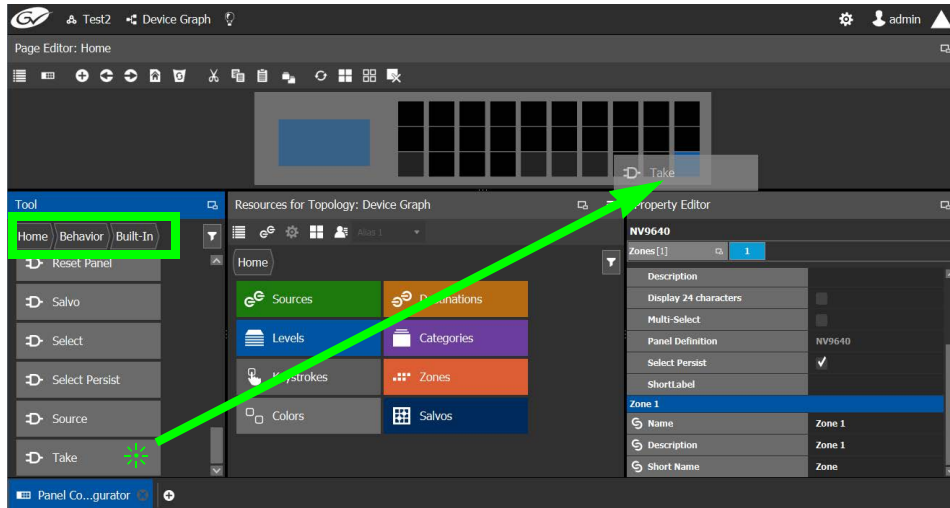 GV Test2 Device Graph admin
Page Editor: Home
Take
Tool
Home Behavior Built-In
Reset Panel
Salvo
Select
Select Persist
Source
Take
Resources for Topology: Device Graph
Alias 1
Home
Sources Destinations
Levels Categories
Keystrokes Zones
Colors Salvos
Property Editor
NV9640
Zones[1] 1
Description
Display 24 characters
Multi-Select
Panel Definition NV9640
Select Persist
ShortLabel
Zone 1
Name Zone 1
Description Zone 1
Short Name Zone
Panel Co...gurator